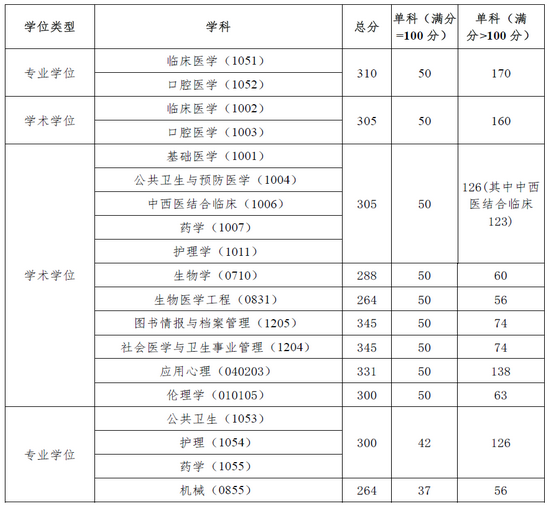 学位类型 学科 总分 单科（满分=100 分） 单科（满分>100 分）
专业学位 临床医学（1051） 310 50 170
口腔医学（1052）
学术学位 临床医学（1002） 305 50 160
口腔医学（1003）
学术学位 基础医学（1001） 305 50 126(其中中西医结合临床 123)
公共卫生与预防医学（1004）
中西医结合临床（1006）
药学（1007）
护理学（1011）
生物学（0710） 288 50 60
生物医学工程（0831） 264 50 56
图书情报与档案管理（1205） 345 50 74
社会医学与卫生事业管理（1204） 345 50 74
应用心理（040203） 331 50 138
伦理学（010105） 300 50 63
专业学位 公共卫生（1053） 300 42 126
护理（1054）
药学（1055）
机械（0855） 264 37 56